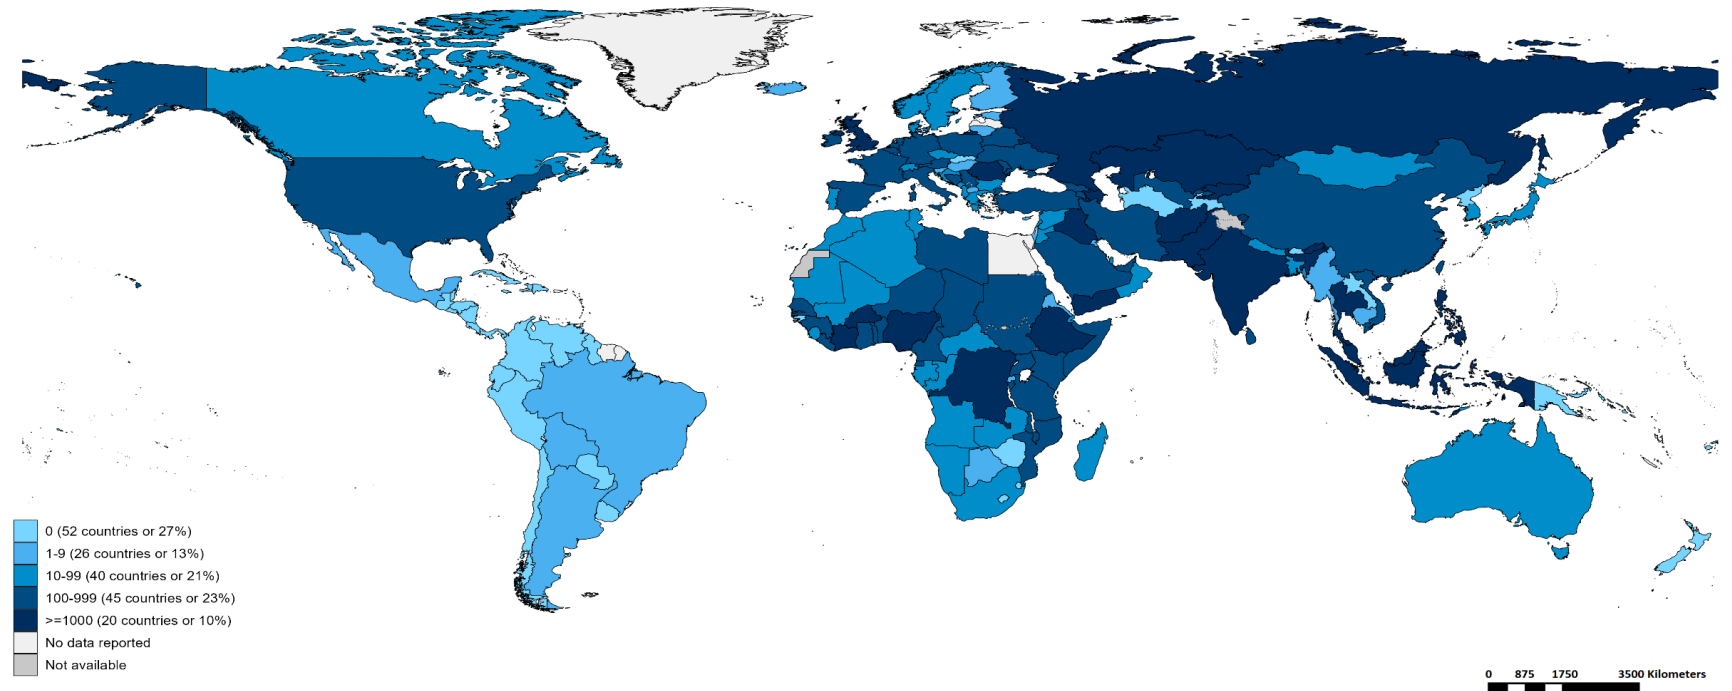 0 (52 countries or 27%)
1-9 (26 countries or 13%)
10-99 (40 countries or 21%)
100-999 (45 countries or 23%)
>=1000 (20 countries or 10%)
No data reported
Not available
0 875 1750 3500 Kilometers